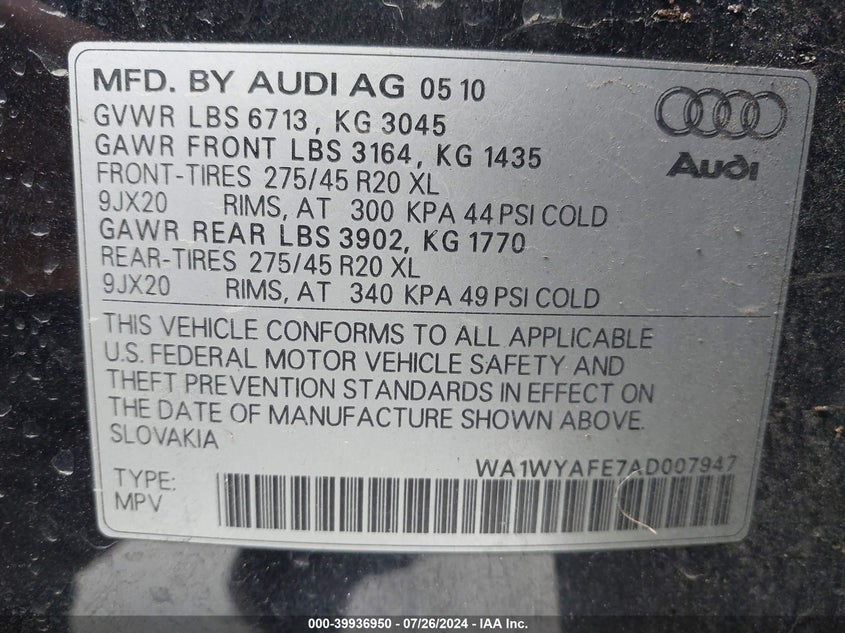 MFD. BY AUDI AG 05 10
GVWR LBS 6713, KG 3045
GAWR FRONT LBS 3164, KG 1435
FRONT-TIRES 275/45 R20 XL
9JX20 RIMS, AT 300 KPA 44 PSI COLD
GAWR REAR LBS 3902, KG 1770
REAR-TIRES 275/45 R20 XL
9JX20 RIMS, AT 340 KPA 49 PSI COLD
Audi
THIS VEHICLE CONFORMS TO ALL APPLICABLE
U.S. FEDERAL MOTOR VEHICLE SAFETY AND
THEFT PREVENTION STANDARDS IN EFFECT ON
THE DATE OF MANUFACTURE SHOWN ABOVE.
SLOVAKIA
WA1WYAFE7AD007947
TYPE:
MPV
000-39936950 - 07/26/2024 - IAAI Inc.